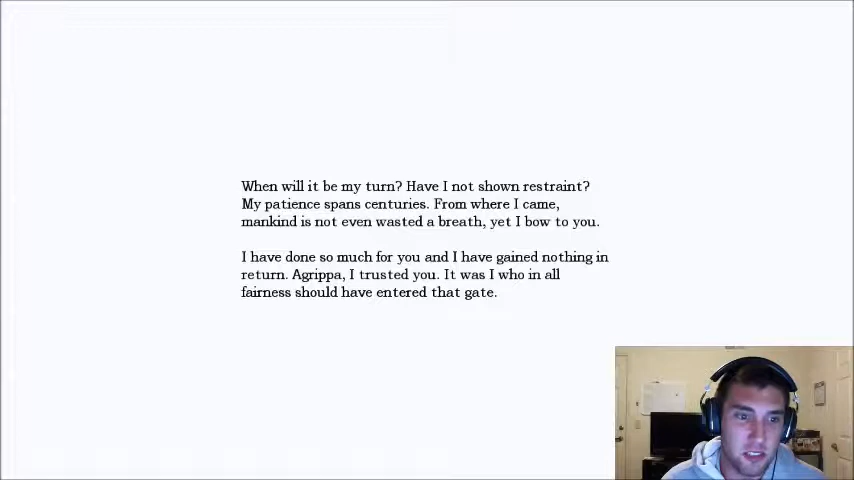 When will it be my turn? Have I not shown restraint?
My patience spans centuries. From where I came,
mankind is not even wasted a breath, yet I bow to you.
I have done so much for you and I have gained nothing in
return. Agrippa, I trusted you. It was I who in all
fairness should have entered that gate.